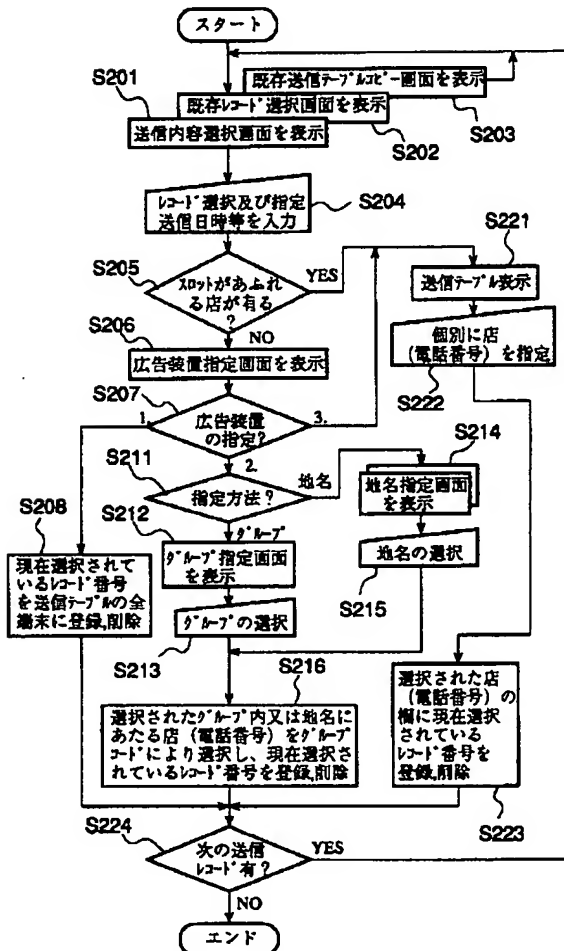 スタート
S201
既存送信テーブルコピー画面を表示
既存レコード選択画面を表示
S203
送信内容選択画面を表示
S202
レコード選択及び指定
送信日時等を入力
S204
S205
スロットがあふれ
る店が有る
?
YES
NO
S221
送信テーブル表示
個別に店
(電話番号)を指定
S222
S206
広告装置指定画面を表示
S207
広告装置
の指定?
1.
3.
2.
S211
指定方法?
地名
S214
地名指定画面
を表示
グループ
S212
グループ指定画面
を表示
地名の選択
S215
S208
現在選択されて
いるレコード番号
を送信テーブルの全
端末に登録,削除
グループの選択
S213
S216
選択されたグループ内又は地名に
あたる店(電話番号)をグループ
コードにより選択し、現在選択さ
れているレコード番号を登録,削除
選択された店
(電話番号)の
欄に現在選択
されている
レコード番号を
登録,削除
S223
S224
次の送信
レコード有?
YES
NO
エンド